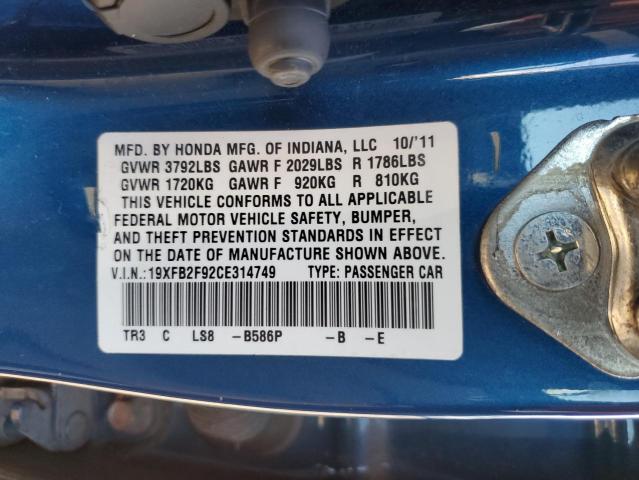 MFD. BY HONDA MFG. OF INDIANA, LLC 10/'11
GVWR 3792LBS GAWR F 2029LBS R 1786LBS
GVWR 1720KG GAWR F 920KG R 810KG
THIS VEHICLE CONFORMS TO ALL APPLICABLE
FEDERAL MOTOR VEHICLE SAFETY, BUMPER,
AND THEFT PREVENTION STANDARDS IN EFFECT
ON THE DATE OF MANUFACTURE SHOWN ABOVE.
V.I.N.:19XFB2F92CE314749 TYPE: PASSENGER CAR
TR3 C LS8 -B586P -B -E